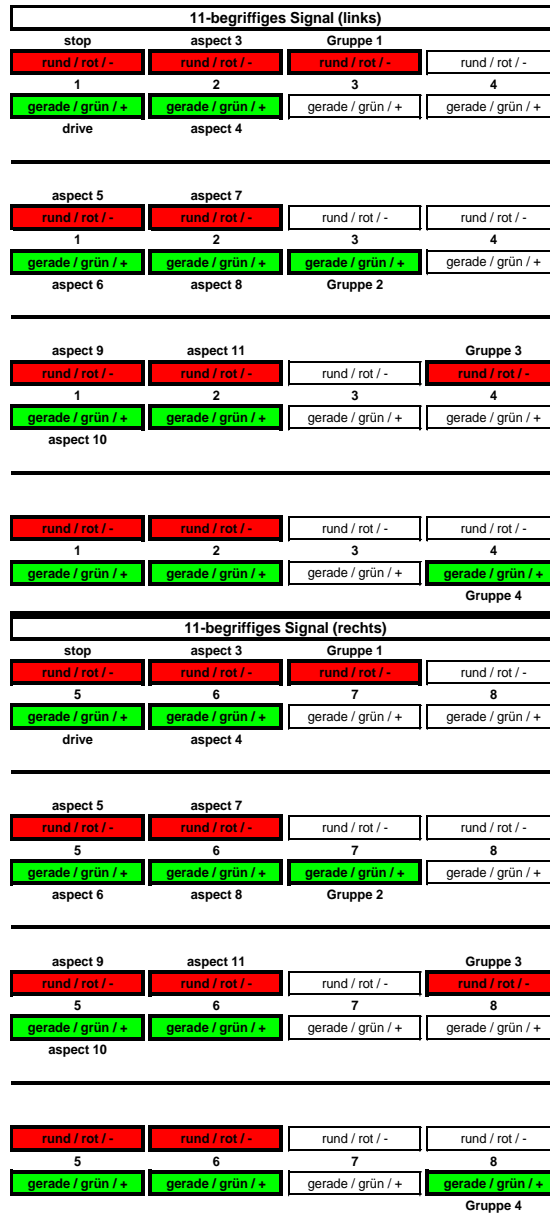 11-begriffiges Signal (links)
stop aspect 3 Gruppe 1
rund / rot / - rund / rot / - rund / rot / - rund / rot / -
1 2 3 4
gerade / grün / + gerade / grün / + gerade / grün / + gerade / grün / +
drive aspect 4
aspect 5 aspect 7
rund / rot / - rund / rot / - rund / rot / - rund / rot / -
1 2 3 4
gerade / grün / + gerade / grün / + gerade / grün / + gerade / grün / +
aspect 6 aspect 8 Gruppe 2
aspect 9 aspect 11 Gruppe 3
rund / rot / - rund / rot / - rund / rot / - rund / rot / -
1 2 3 4
gerade / grün / + gerade / grün / + gerade / grün / + gerade / grün / +
aspect 10
rund / rot / - rund / rot / - rund / rot / - rund / rot / -
1 2 3 4
gerade / grün / + gerade / grün / + gerade / grün / + gerade / grün / +
Gruppe 4
11-begriffiges Signal (rechts)
stop aspect 3 Gruppe 1
rund / rot / - rund / rot / - rund / rot / - rund / rot / -
5 6 7 8
gerade / grün / + gerade / grün / + gerade / grün / + gerade / grün / +
drive aspect 4
aspect 5 aspect 7
rund / rot / - rund / rot / - rund / rot / - rund / rot / -
5 6 7 8
gerade / grün / + gerade / grün / + gerade / grün / + gerade / grün / +
aspect 6 aspect 8 Gruppe 2
aspect 9 aspect 11 Gruppe 3
rund / rot / - rund / rot / - rund / rot / - rund / rot / -
5 6 7 8
gerade / grün / + gerade / grün / + gerade / grün / + gerade / grün / +
aspect 10
rund / rot / - rund / rot / - rund / rot / - rund / rot / -
5 6 7 8
gerade / grün / + gerade / grün / + gerade / grün / + gerade / grün / +
Gruppe 4